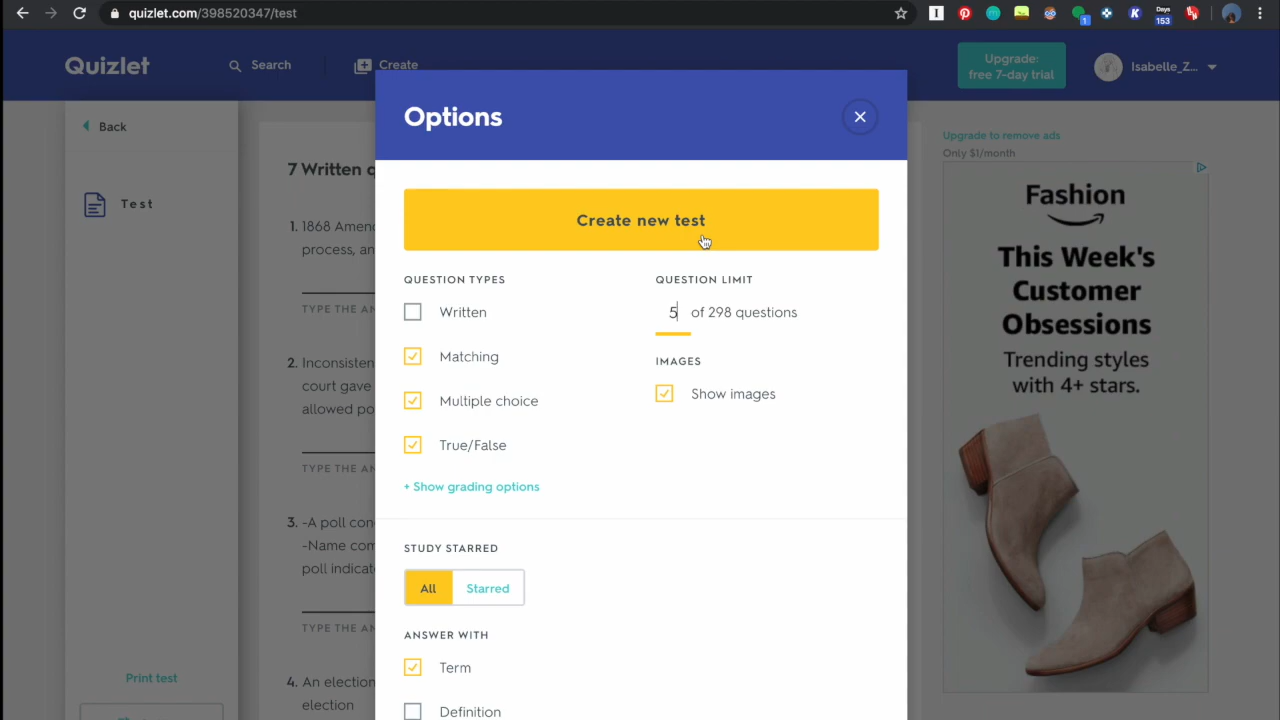 quizlet.com/398520347/test
1
K
Days
153
Quizlet
Search
Create
Upgrade:
free 7-day trial
Isabelle_Z...
Back
Test
Print test
7 Written q
1. 1868 Amen
process, an
TYPE THE AN
2. Inconsisten
court gave
allowed po
TYPE THE AN
3. -A poll con
-Name com
poll indicat
TYPE THE AN
4. An election
election
Options
Create new test
QUESTION TYPES
Written
Matching
Multiple choice
True/False
+ Show grading options
QUESTION LIMIT
5 of 298 questions
IMAGES
Show images
STUDY STARRED
All Starred
ANSWER WITH
Term
Definition
Upgrade to remove ads
Only $1/month
Fashion
This Week's
Customer
Obsessions
Trending styles
with 4+ stars.